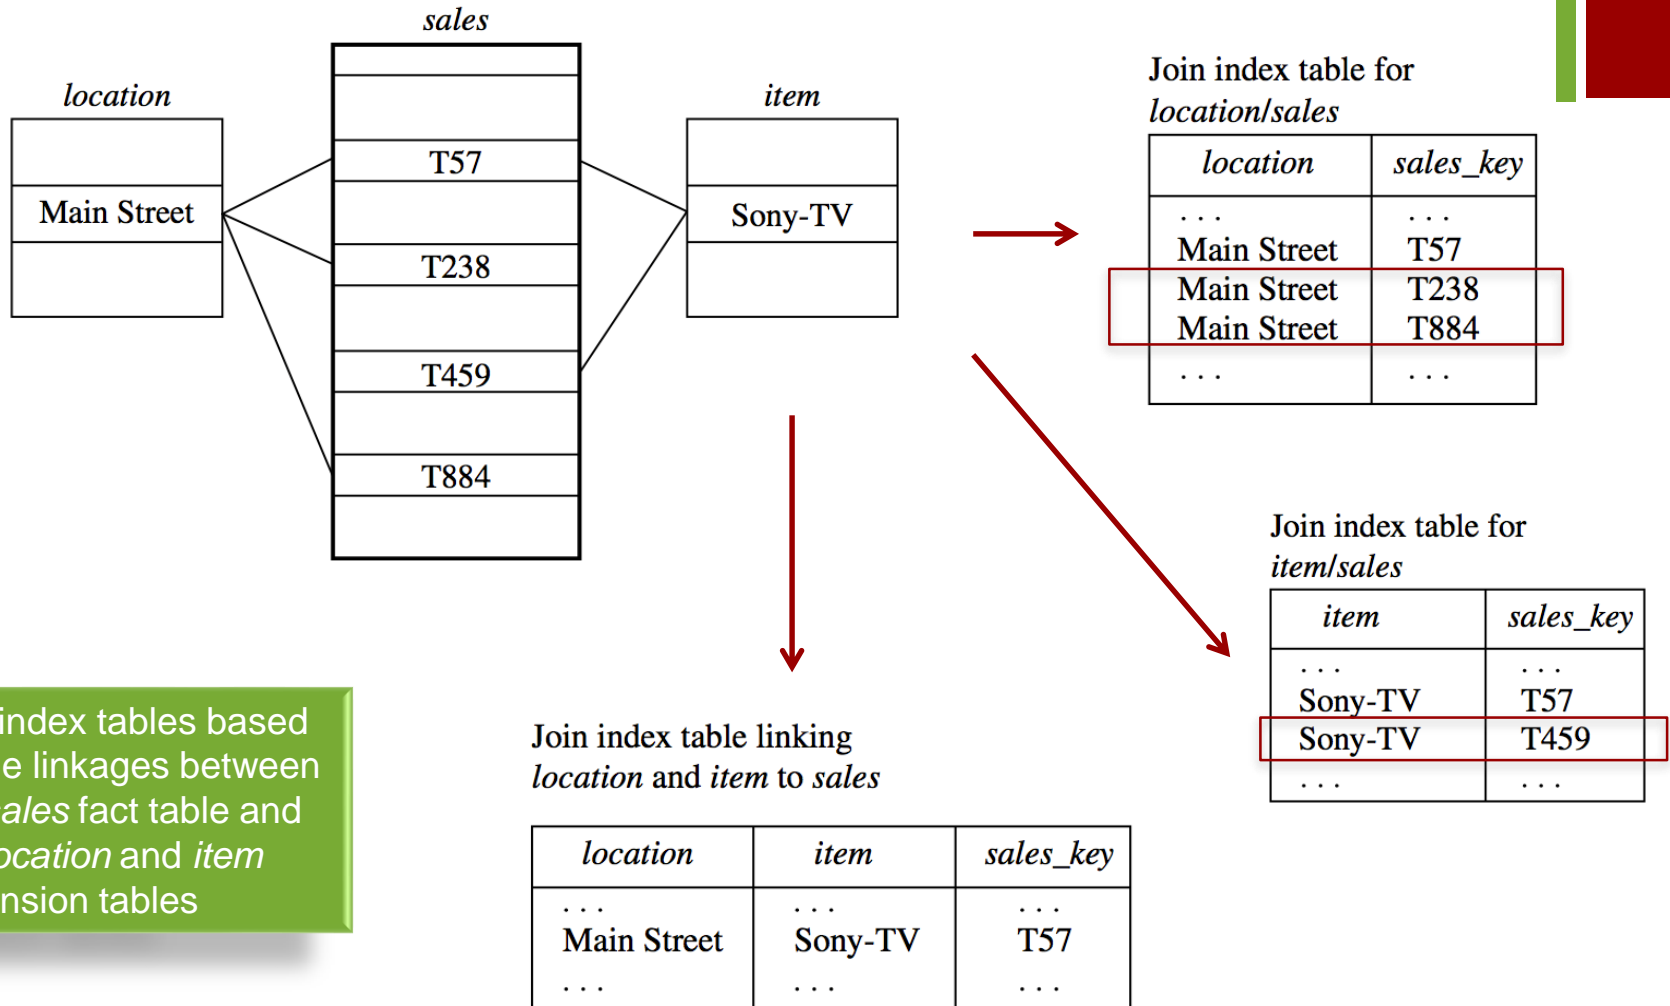 sales
location
item
T57
Main Street
Sony-TV
T238
T459
T884
Join index table for
location/sales
location sales_key
. . . . . .
Main Street T57
Main Street T238
Main Street T884
. . . . . .
Join index table for
item/sales
item sales_key
. . . . . .
Sony-TV T57
Sony-TV T459
. . . . . .
index tables based
linkages between
fact table and
and item
tables
Join index table linking
location and item to sales
location item sales_key
. . . . . . . . .
Main Street Sony-TV T57
. . . . . . . . .